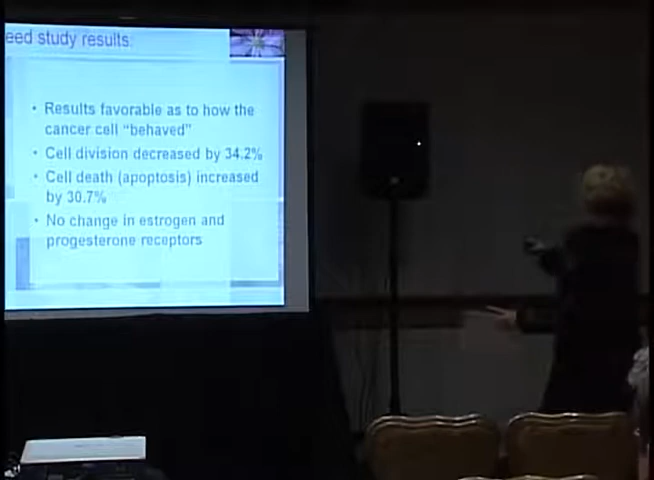 eed study results:
• Results favorable as to how the
cancer cell "behaved"
• Cell division decreased by 34.2%
• Cell death (apoptosis) increased
by 30.7%
• No change in estrogen and
progesterone receptors